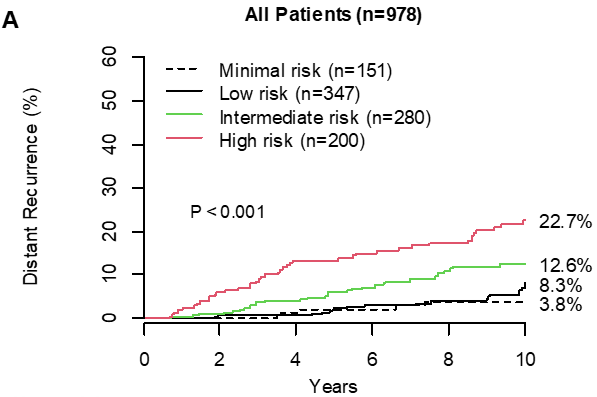 A
All Patients (n=978)
Distant Recurrence (%)
60
50
40
30
20
10
0
Minimal risk (n=151)
Low risk (n=347)
Intermediate risk (n=280)
High risk (n=200)
P < 0.001
22.7%
12.6%
8.3%
3.8%
0 2 4 6 8 10
Years